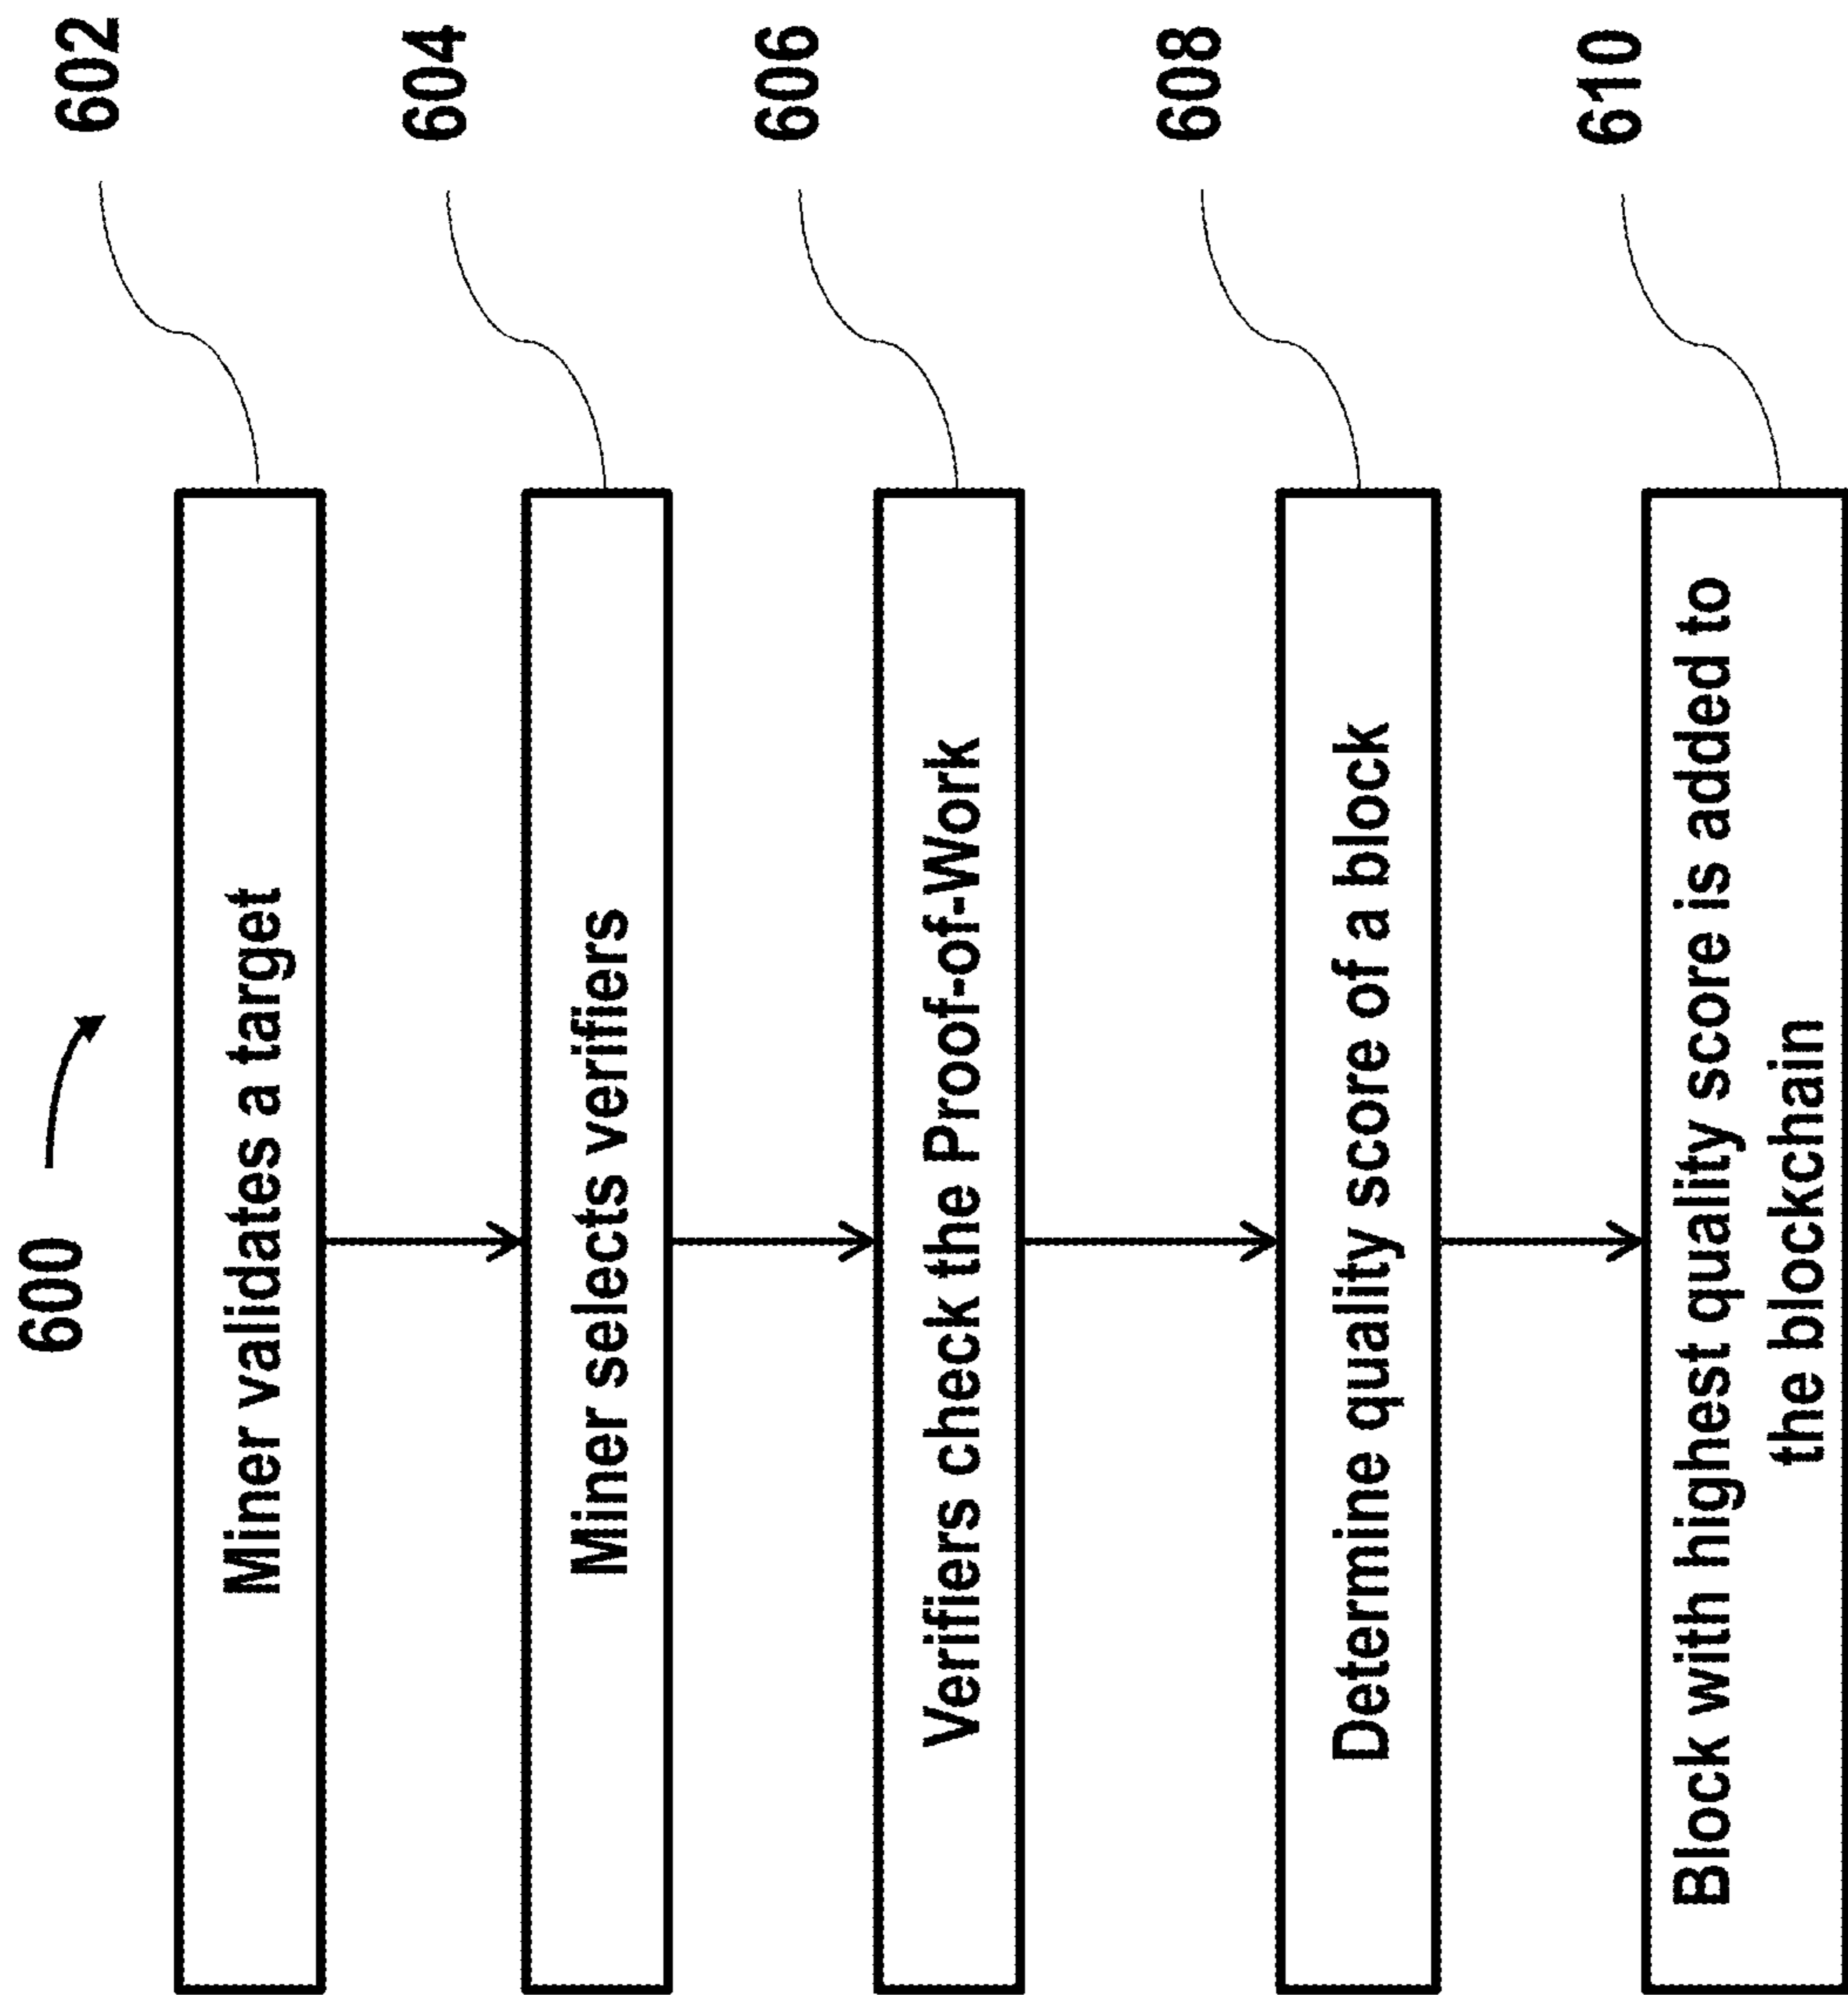 600
Miner validates a target
602
Miner selects verifiers
604
Verifiers check the Proof-of-Work
606
Determine quality score of a block
608
Block with highest quality score is added to
the blockchain
610